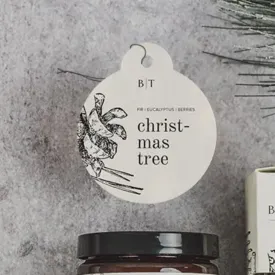 B|T
FIR | EUCALYPTUS | BERRIES
christ-
mas
tree
B